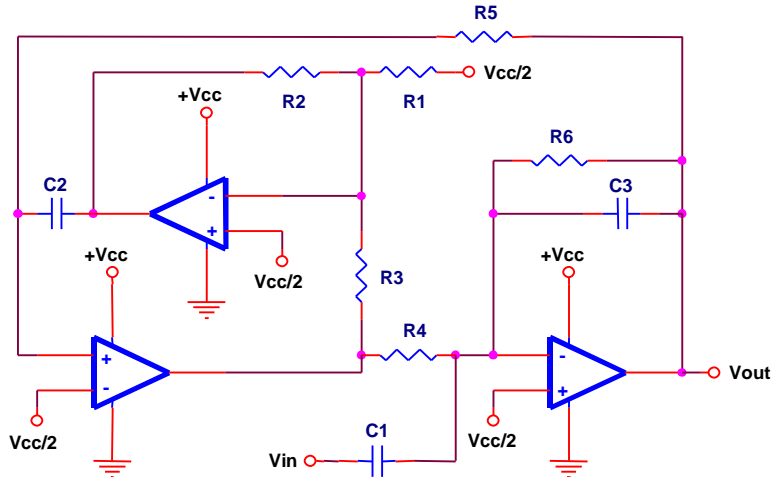 R5
R2
R1
Vcc/2
+Vcc
R6
C2
-
+
C3
Vcc/2
+Vcc
R3
+Vcc
R4
+
-
-
+
Vout
Vcc/2
Vcc/2
C1
Vin